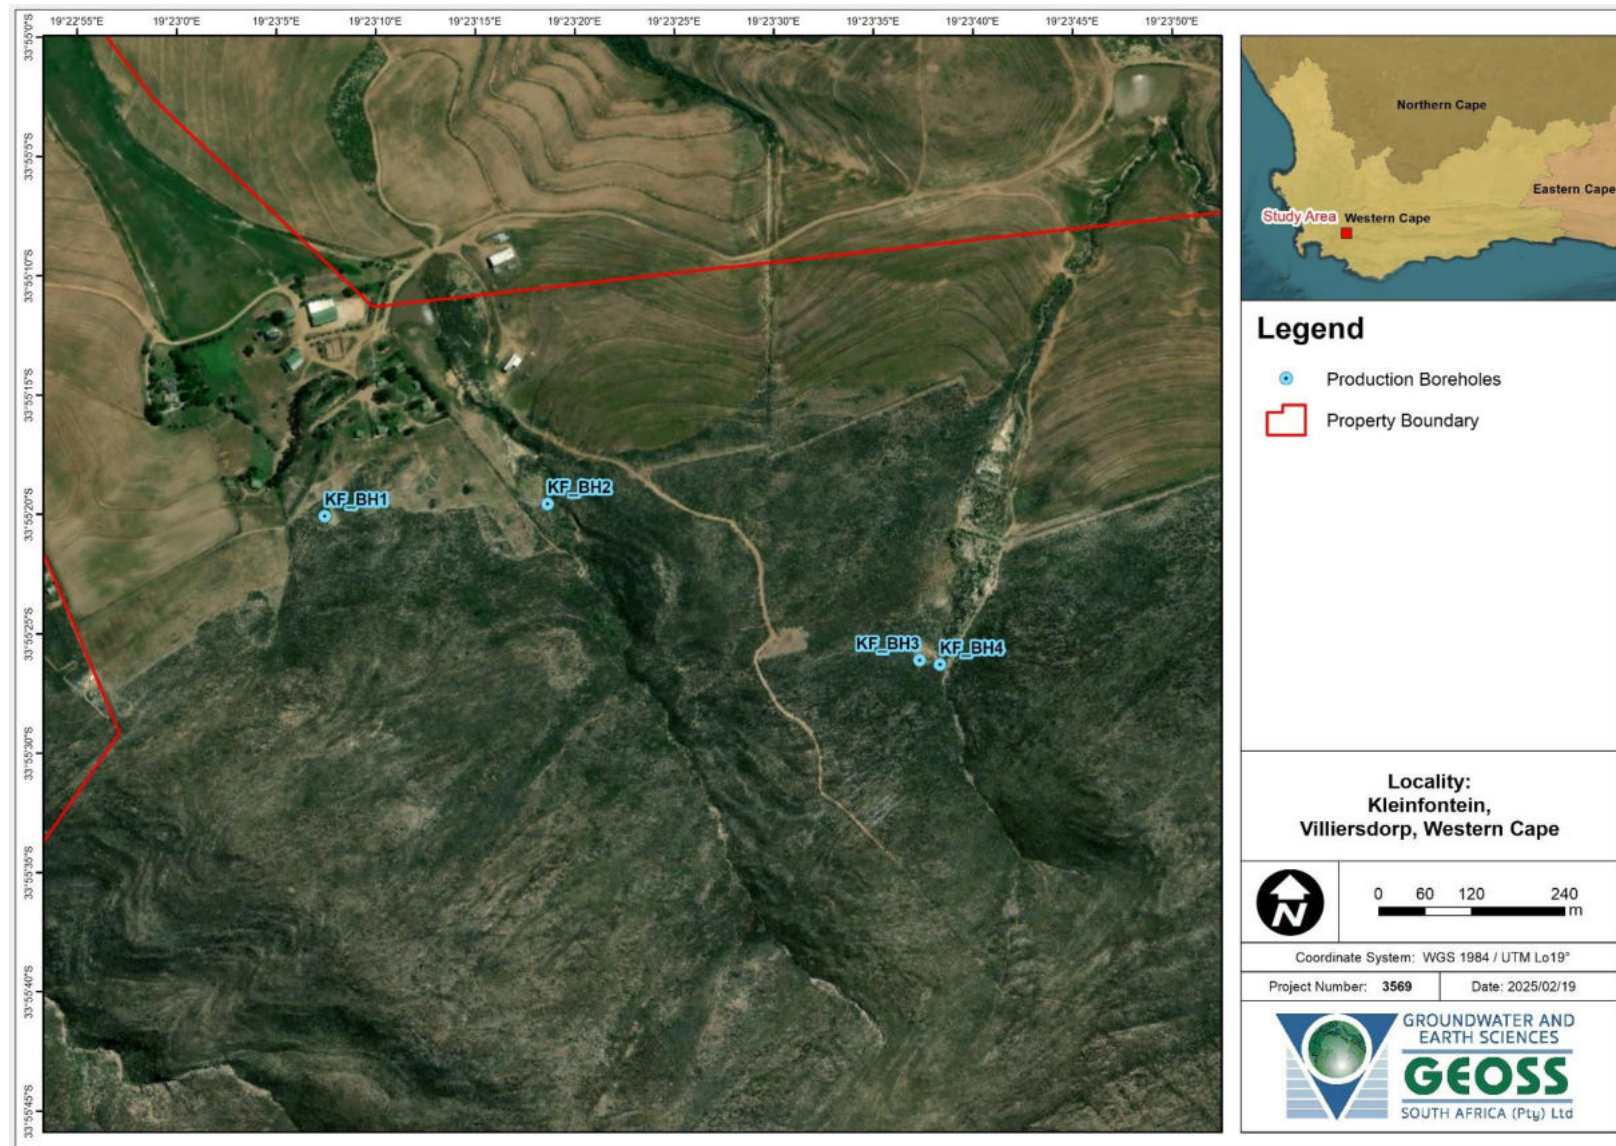 19°22'55"E 19°23'0"E 19°23'5"E 19°23'10"E 19°23'15"E 19°23'20"E 19°23'25"E 19°23'30"E 19°23'35"E 19°23'40"E 19°23'45"E 19°23'50"E
33°55'0"S
33°55'5"S
33°55'10"S
33°55'15"S
33°55'20"S
33°55'25"S
33°55'30"S
33°55'35"S
33°55'40"S
33°55'45"S
KF_BH1
KF_BH2
KF_BH3
KF_BH4
Northern Cape
Eastern Cape
Study Area
Western Cape
Legend
Production Boreholes
Property Boundary
Locality:
Kleinfontein,
Villiersdorp, Western Cape
N
0 60 120 240
m
Coordinate System: WGS 1984 / UTM Lo19°
Project Number: 3569
Date: 2025/02/19
GROUNDWATER AND
EARTH SCIENCES
GEOSS
SOUTH AFRICA (Pty) Ltd